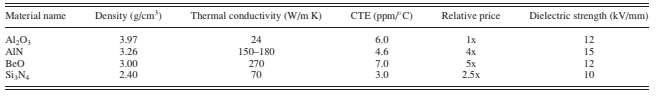 Material name Density (g/cm³) Thermal conductivity (W/m K) CTE (ppm/°C) Relative price Dielectric strength (kV/mm)
Al₂O₃ 3.97 24 6.0 1x 12
AlN 3.26 150–180 4.6 4x 15
BeO 3.00 270 7.0 5x 12
Si₃N₄ 2.40 70 3.0 2.5x 10